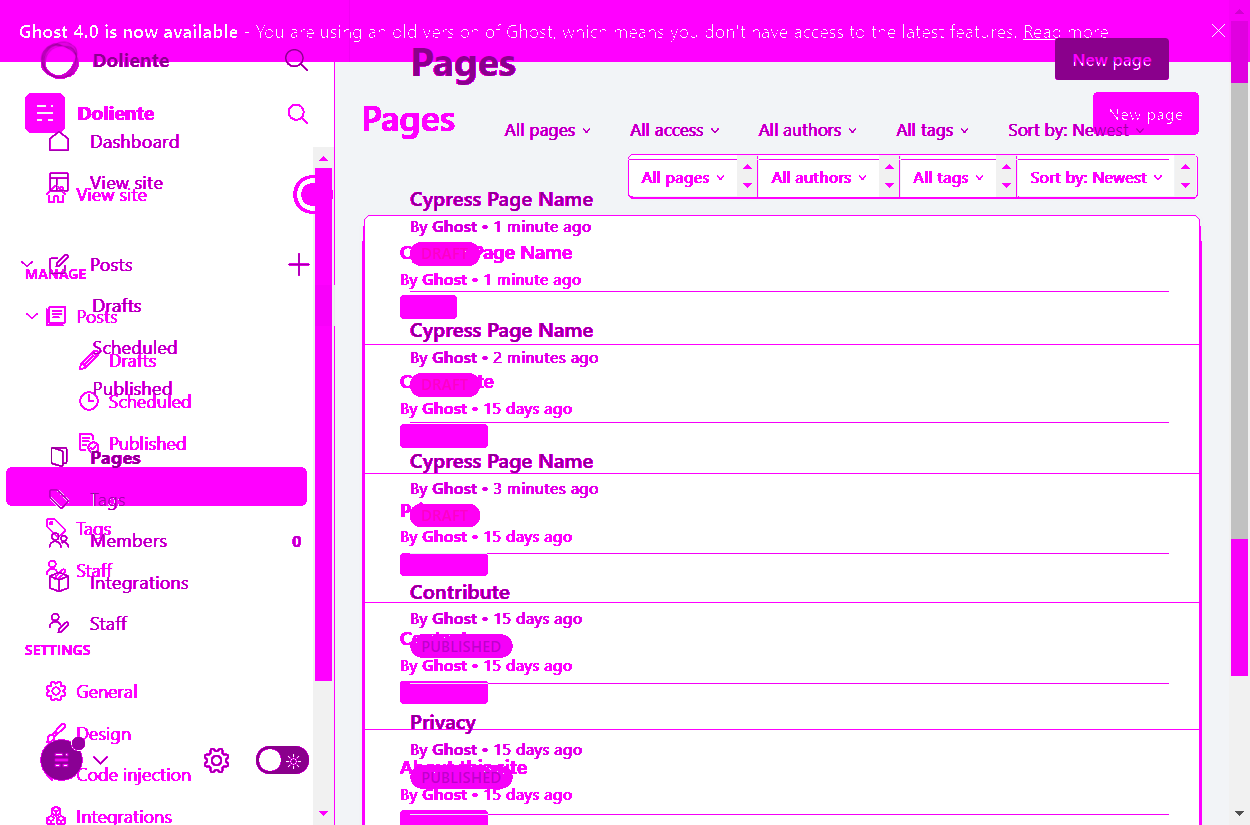 Ghost 4.0 is now available - You are using an old version of Ghost, which means you don't have access to the latest features. Read more
Doliente
Pages
New page
Doliente
Pages
New page
Dashboard
All pages
All access
All authors
All tags
Sort by: Newest
View site
View site
All pages
All authors
All tags
Sort by: Newest
Cypress Page Name
By Ghost • 1 minute ago
Page Name
By Ghost • 1 minute ago
Posts
MANAGE
Drafts
Posts
Scheduled
Drafts
Published
Scheduled
Published
Pages
Tags
Tags
Members
0
Staff
Integrations
Staff
SETTINGS
General
Design
Code injection
Integrations
Cypress Page Name
By Ghost • 2 minutes ago
DRAFT
By Ghost • 15 days ago
Cypress Page Name
By Ghost • 3 minutes ago
DRAFT
By Ghost • 15 days ago
Contribute
By Ghost • 15 days ago
PUBLISHED
By Ghost • 15 days ago
Privacy
By Ghost • 15 days ago
About this site
PUBLISHED
By Ghost • 15 days ago